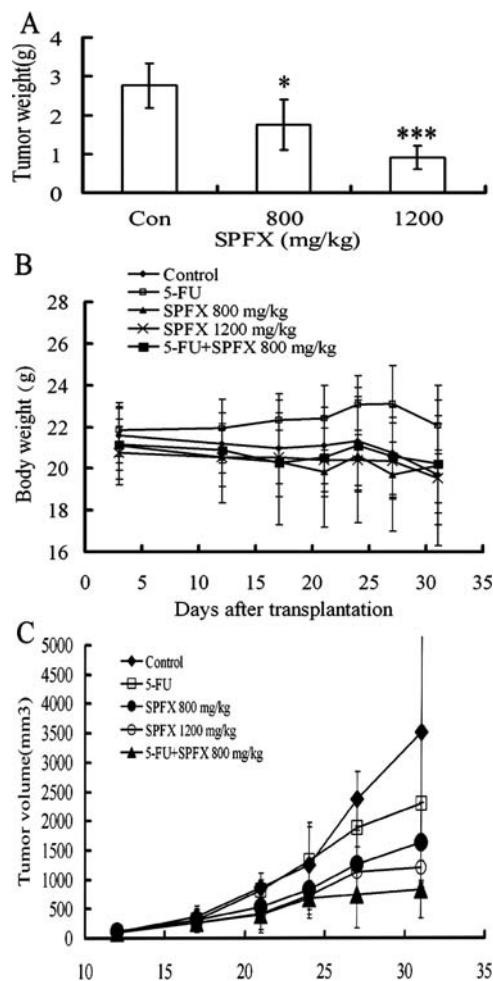 A
Tumor weight(g)
4
3
2
1
0
*
***
Con 800 1200
SPFX (mg/kg)
B
Control
5-FU
SPFX 800 mg/kg
SPFX 1200 mg/kg
5-FU+SPFX 800 mg/kg
Body weight (g)
28
26
24
22
20
18
16
0 5 10 15 20 25 30 35
Days after transplantation
C
Control
5-FU
SPFX 800 mg/kg
SPFX 1200 mg/kg
5-FU+SPFX 800 mg/kg
Tumor volume(mm3)
5000
4500
4000
3500
3000
2500
2000
1500
1000
500
0
10 15 20 25 30 35